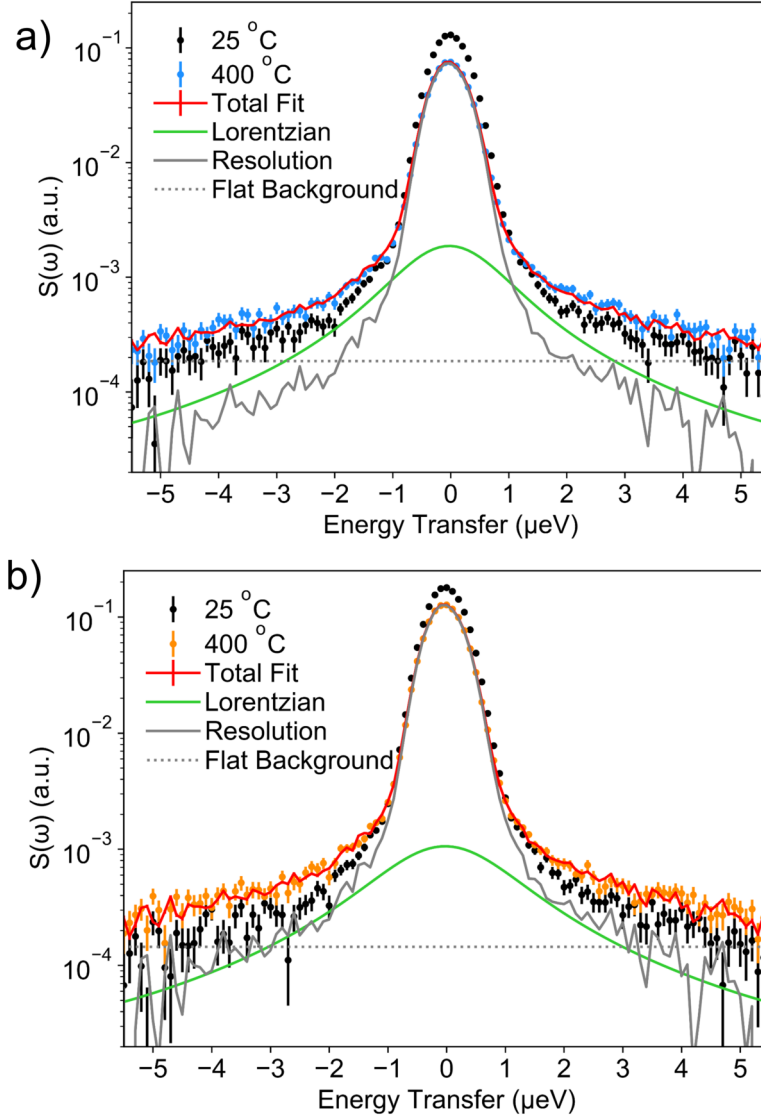 a)
25 °C
400 °C
Total Fit
Lorentzian
Resolution
Flat Background
10⁻¹
10⁻²
10⁻³
10⁻⁴
S(ω) (a.u.)
−5 −4 −3 −2 −1 0 1 2 3 4 5
Energy Transfer (μeV)
b)
25 °C
400 °C
Total Fit
Lorentzian
Resolution
Flat Background
10⁻¹
10⁻²
10⁻³
10⁻⁴
S(ω) (a.u.)
−5 −4 −3 −2 −1 0 1 2 3 4 5
Energy Transfer (μeV)